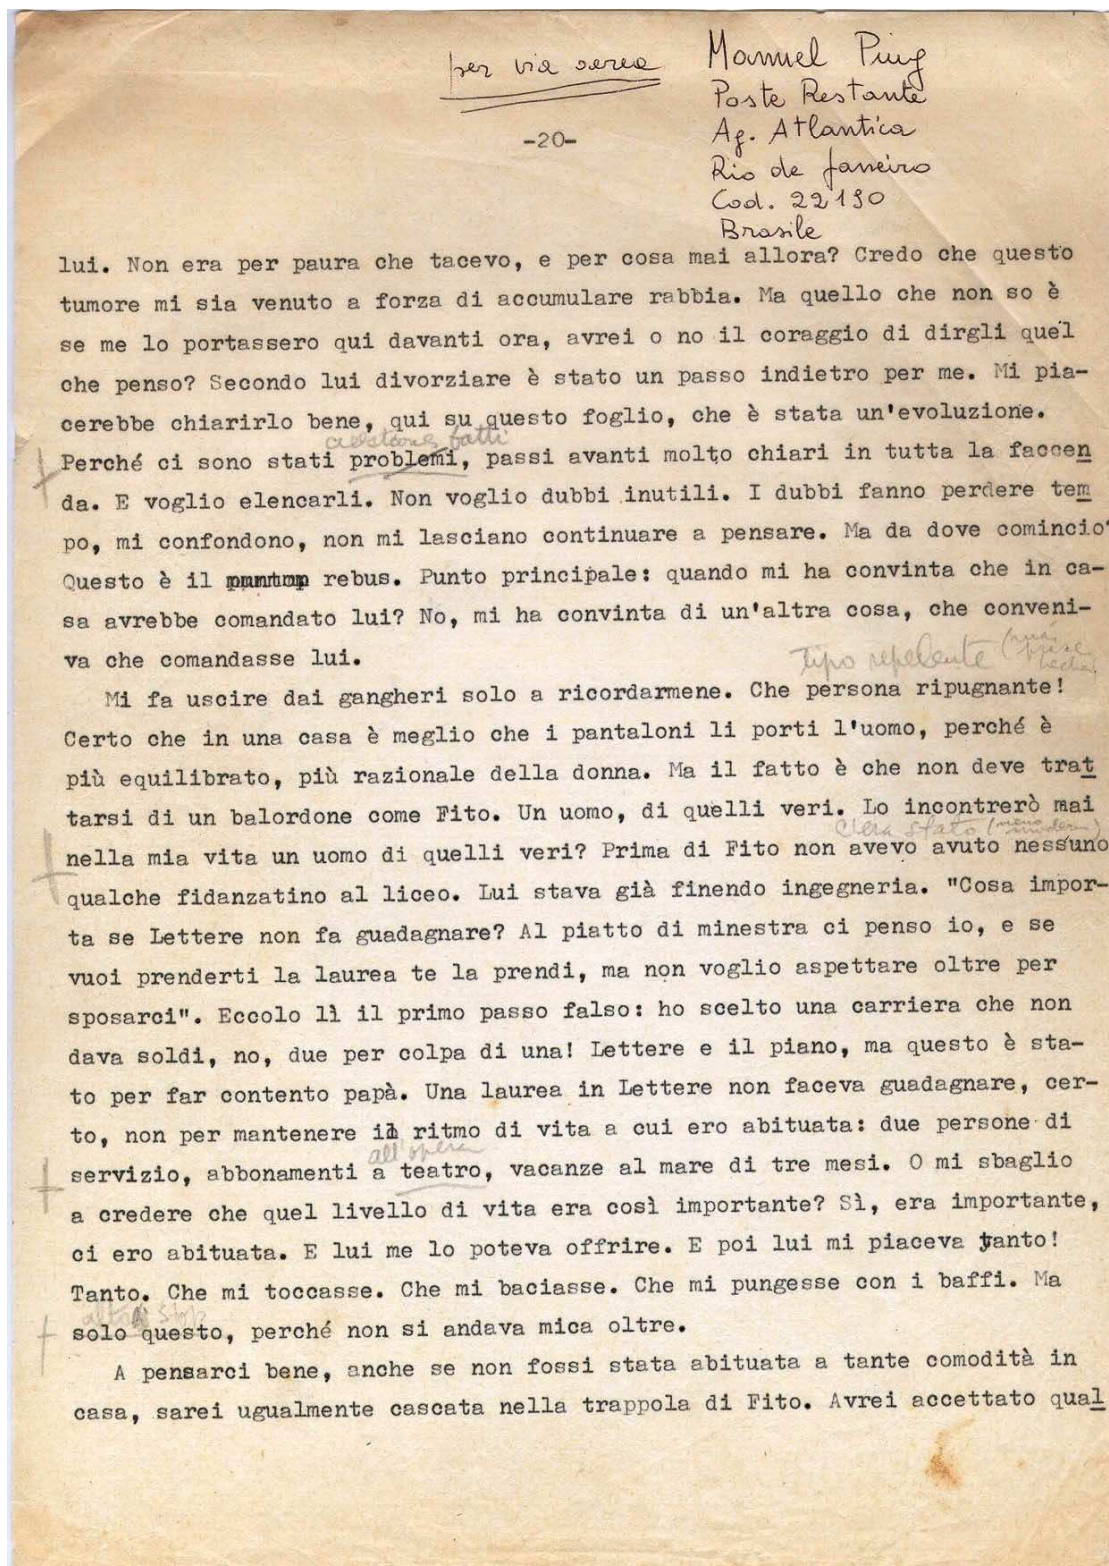 per via aerea
Manuel Puig
Poste Restante
Ag. Atlantica
Rio de Janeiro
Cod. 22190
Brasile
-20-
lui. Non era per paura che tacevo, e per cosa mai allora? Credo che questo
tumore mi sia venuto a forza di accumulare rabbia. Ma quello che non so è
se me lo portassero qui davanti ora, avrei o no il coraggio di dirgli quel
che penso? Secondo lui divorziare è stato un passo indietro per me. Mi pia-
cerebbe chiarirlo bene, qui su questo foglio, che è stata un'evoluzione.
fatti
Perché ci sono stati problemi, passi avanti molto chiari in tutta la faccen
da. E voglio elencarli. Non voglio dubbi inutili. I dubbi fanno perdere tem
po, mi confondono, non mi lasciano continuare a pensare. Ma da dove comincio
Questo è il rebus. Punto principale: quando mi ha convinta che in ca-
sa avrebbe comandato lui? No, mi ha convinta di un'altra cosa, che conveni-
va che comandasse lui.
tipo repelente
Mi fa uscire dai gangheri solo a ricordarmene. Che persona ripugnante!
Certo che in una casa è meglio che i pantaloni li porti l'uomo, perché è
più equilibrato, più razionale della donna. Ma il fatto è che non deve trat
tarsi di un balordone come Fito. Un uomo, di quelli veri. Lo incontrerò mai
c'era stato
nella mia vita un uomo di quelli veri? Prima di Fito non avevo avuto nessuno
qualche fidanzatino al liceo. Lui stava già finendo ingegneria. "Cosa impor-
ta se Lettere non fa guadagnare? Al piatto di minestra ci penso io, e se
vuoi prenderti la laurea te la prendi, ma non voglio aspettare oltre per
sposarci". Eccolo lì il primo passo falso: ho scelto una carriera che non
dava soldi, no, due per colpa di una! Lettere e il piano, ma questo è sta-
to per far contento papà. Una laurea in Lettere non faceva guadagnare, cer-
to, non per mantenere il ritmo di vita a cui ero abituata: due persone di
all'opera
servizio, abbonamenti a teatro, vacanze al mare di tre mesi. O mi sbaglio
a credere che quel livello di vita era così importante? Sì, era importante,
ci ero abituata. E lui me lo poteva offrire. E poi lui mi piaceva tanto!
Tanto. Che mi toccasse. Che mi baciasse. Che mi pungesse con i baffi. Ma
solo questo, perché non si andava mica oltre.
A pensarci bene, anche se non fossi stata abituata a tante comodità in
casa, sarei ugualmente cascata nella trappola di Fito. Avrei accettato qual